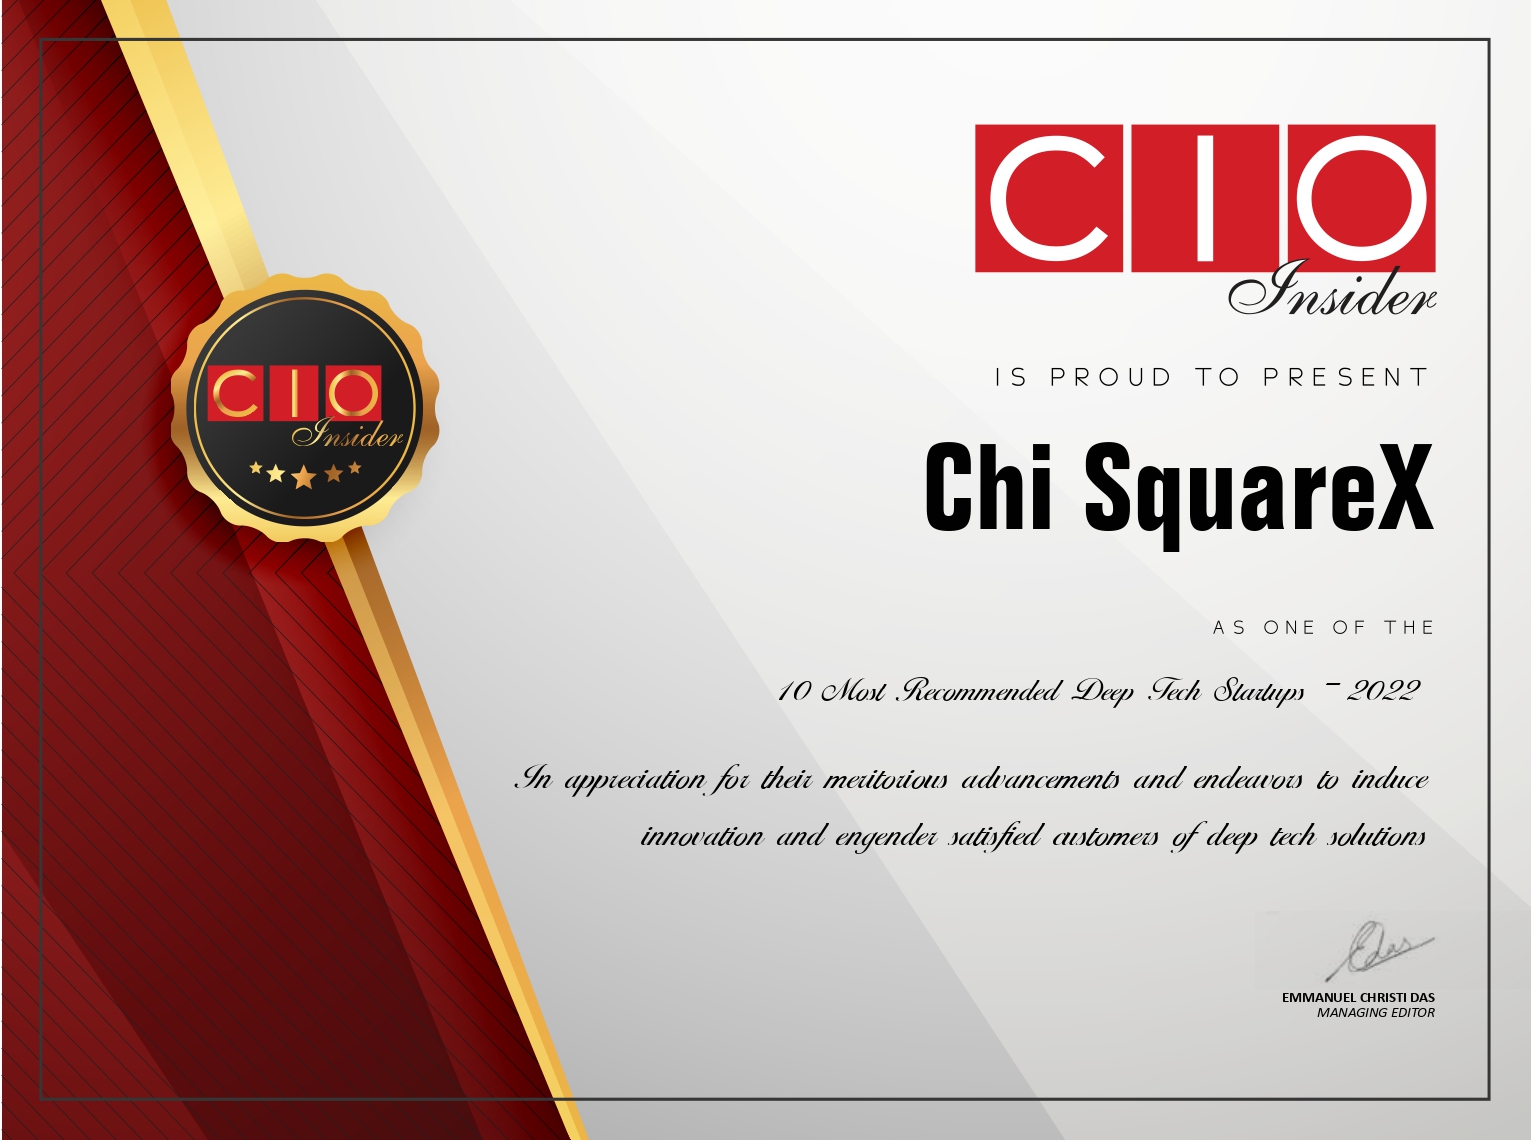 CIO
Insider
IS PROUD TO PRESENT
CIO
Insider
Chi SquareX
AS ONE OF THE
10 Most Recommended Deep Tech Startups - 2022
In appreciation for their meritorious advancements and endeavors to induce
innovation and engender satisfied customers of deep tech solutions
Edas
EMMANUEL CHRISTI DAS
MANAGING EDITOR